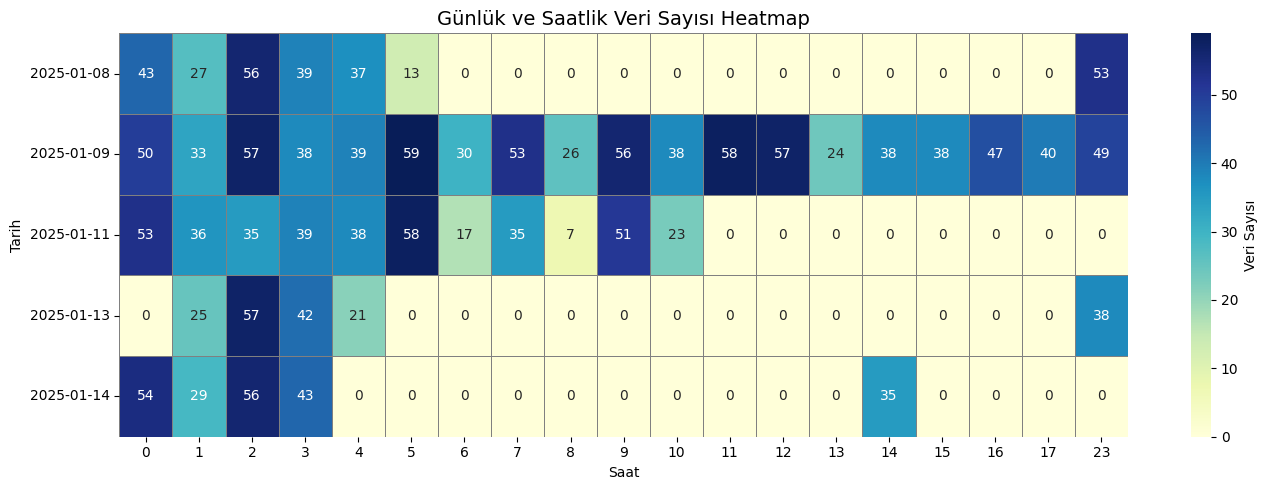 Günlük ve Saatlik Veri Sayısı Heatmap
Tarih
2025-01-08 43 27 56 39 37 13 0 0 0 0 0 0 0 0 0 0 0 0 53
2025-01-09 50 33 57 38 39 59 30 53 26 56 38 58 57 24 38 38 47 40 49
2025-01-11 53 36 35 39 38 58 17 35 7 51 23 0 0 0 0 0 0 0 0
2025-01-13 0 25 57 42 21 0 0 0 0 0 0 0 0 0 0 0 0 0 38
2025-01-14 54 29 56 43 0 0 0 0 0 0 0 0 0 0 35 0 0 0 0
0 1 2 3 4 5 6 7 8 9 10 11 12 13 14 15 16 17 23
Saat
50
40
30
20
10
0
Veri Sayısı